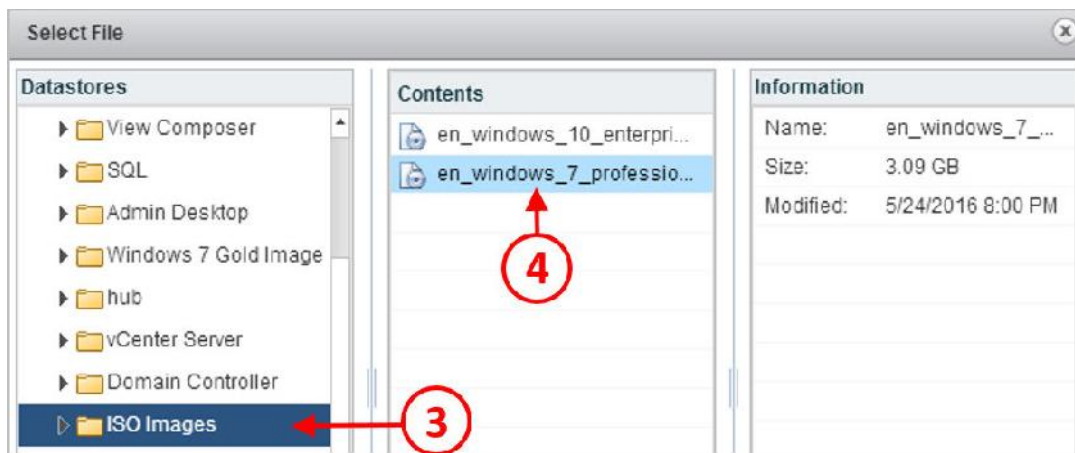 Select File
Datastores
View Composer
SQL
Admin Desktop
Windows 7 Gold Image
hub
vCenter Server
Domain Controller
ISO Images
3
Contents
en_windows_10_enterpri...
en_windows_7_professio...
4
Information
Name: en_windows_7_...
Size: 3.09 GB
Modified: 5/24/2016 8:00 PM